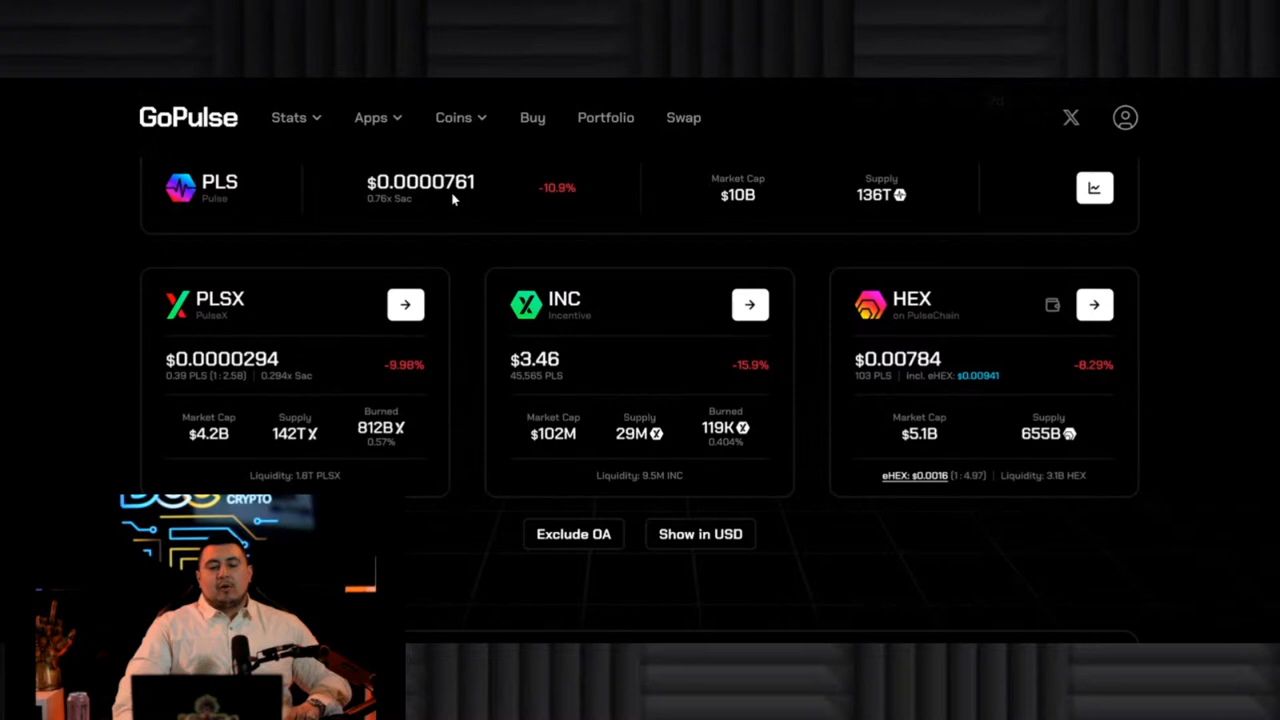 GoPulse
Stats
Apps
Coins
Buy
Portfolio
Swap
7d
PLS
Pulse
$0.0000761
0.76x Sac
-10.9%
Market Cap
$10B
Supply
136T
PLSX
PulseX
$0.0000294
-9.98%
0.39 PLS (1 : 2.58) | 0.294x Sac
Market Cap
$4.2B
Supply
142T
Burned
812B
0.57%
Liquidity: 1.8T PLSX
INC
Incentive
$3.46
-15.9%
45,565 PLS
Market Cap
$102M
Supply
29M
Burned
119K
0.404%
Liquidity: 9.5M INC
HEX
on PulseChain
$0.00784
-8.29%
103 PLS | incl. eHEX: $0.00941
Market Cap
$5.1B
Supply
655B
eHEX: $0.0016 (1 : 4.97) | Liquidity: 3.1B HEX
Exclude OA
Show in USD
CRYPTO